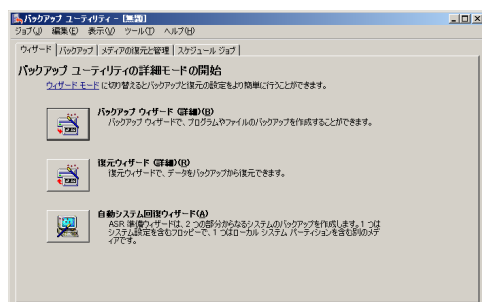 バックアップ ユーティリティ - [無題]
ジョブ(J) 編集(E) 表示(V) ツール(T) ヘルプ(H)
ウィザード バックアップ メディアの復元と管理 スケジュール ジョブ
バックアップ ユーティリティの詳細モードの開始
ウィザード モード に切り替えるとバックアップと復元の設定をより簡単に行うことができます。
バックアップ ウィザード (詳細)(B)
バックアップ ウィザードで、プログラムやファイルのバックアップを作成することができます。
復元ウィザード (詳細)(R)
復元ウィザードで、データをバックアップから復元できます。
自動システム回復ウィザード(A)
ASR 準備ウィザードは、2 つの部分からなるシステムのバックアップを作成します。1 つは
システム設定を含むフロッピーで、1 つはローカル システム パーティションを含む別のメデ
ィアです。